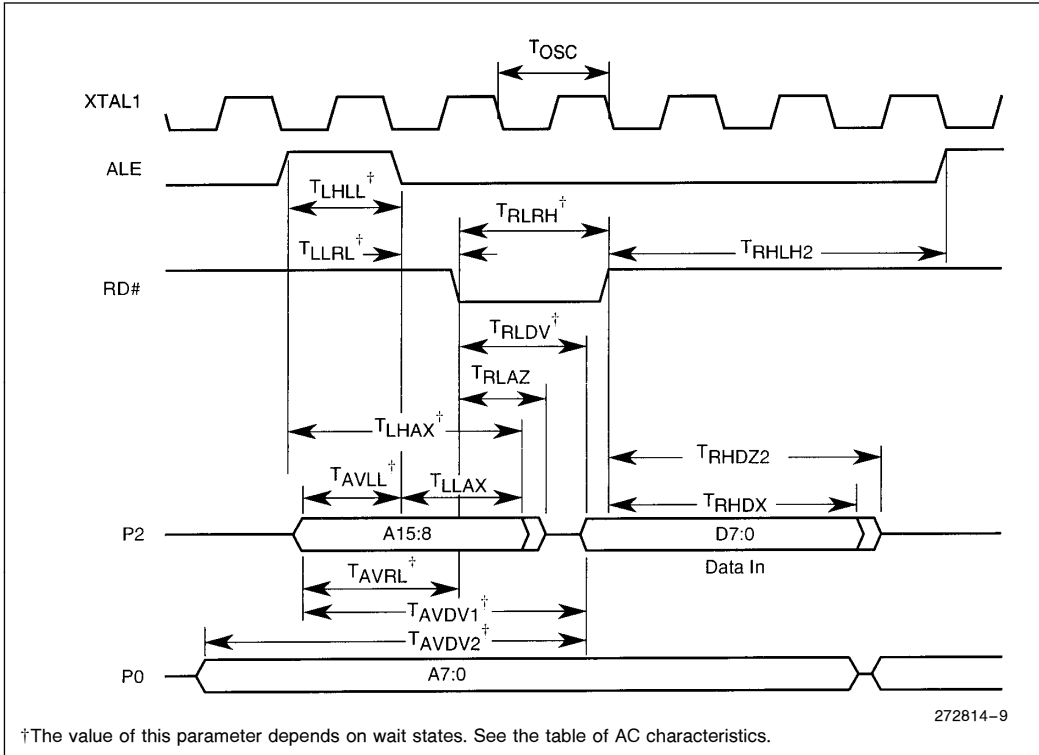 TOSC
XTAL1
ALE
TLHLL†
TRLRH†
TLLRL†
TRHLH2
RD#
TRLDV†
TRLAZ
TLHAX†
TRHDZ2
TAVLL†
TLLAX
TRHDX
P2
A15:8
D7:0
Data In
TAVRL†
TAVDV1†
TAVDV2†
P0
A7:0
272814–9
†The value of this parameter depends on wait states. See the table of AC characteristics.